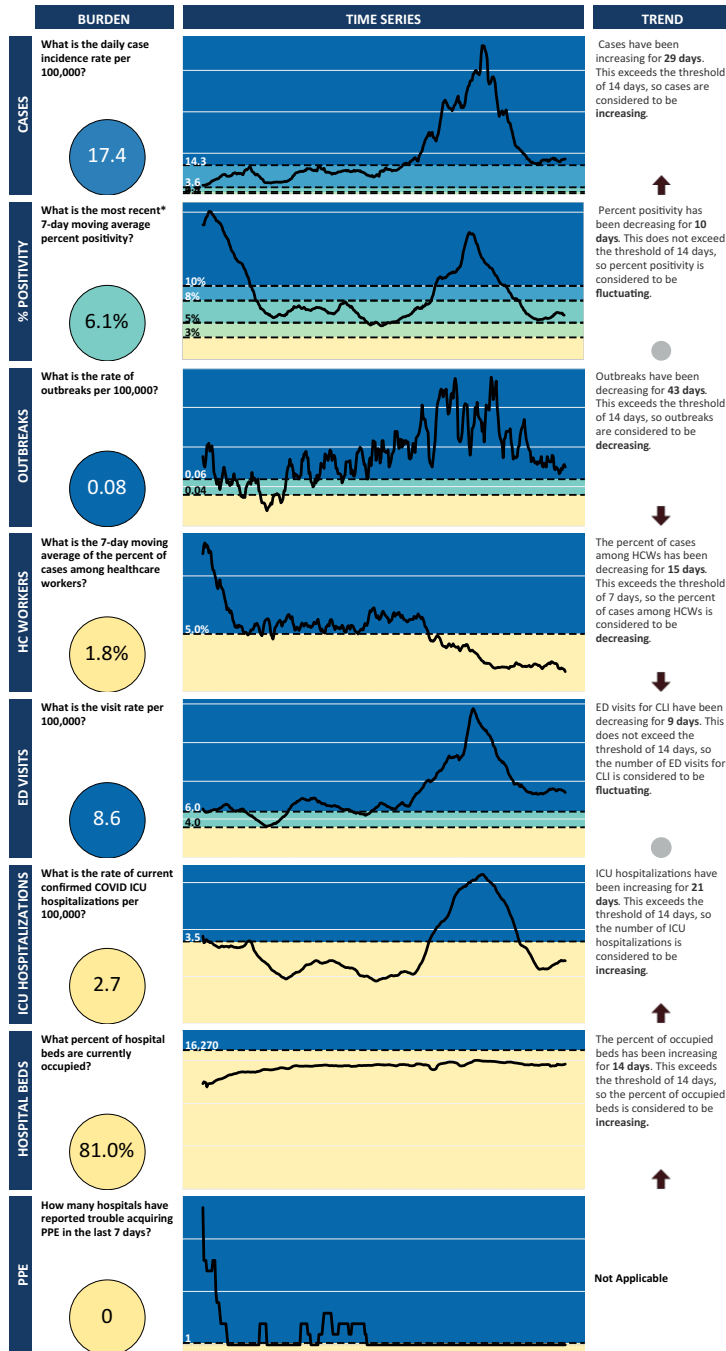 BURDEN
TIME SERIES
TREND
CASES
What is the daily case
incidence rate per
100,000?
17.4
14.3
3.6
Cases have been
increasing for 29 days.
This exceeds the threshold
of 14 days, so cases are
considered to be
increasing.
% POSITIVITY
What is the most recent*
7-day moving average
percent positivity?
6.1%
10%
8%
5%
3%
Percent positivity has
been decreasing for 10
days. This does not exceed
the threshold of 14 days,
so percent positivity is
considered to be
fluctuating.
OUTBREAKS
What is the rate of
outbreaks per 100,000?
0.08
0.06
0.04
Outbreaks have been
decreasing for 43 days.
This exceeds the threshold
of 14 days, so outbreaks
are considered to be
decreasing.
HC WORKERS
What is the 7-day moving
average of the percent of
cases among healthcare
workers?
1.8%
5.0%
The percent of cases
among HCWs has been
decreasing for 15 days.
This exceeds the threshold
of 7 days, so the percent
of cases among HCWs is
considered to be
decreasing.
ED VISITS
What is the visit rate per
100,000?
8.6
6.0
4.0
ED visits for CLI have been
decreasing for 9 days. This
does not exceed the
threshold of 14 days, so
the number of ED visits for
CLI is considered to be
fluctuating.
ICU HOSPITALIZATIONS
What is the rate of current
confirmed COVID ICU
hospitalizations per
100,000?
2.7
3.5
ICU hospitalizations have
been increasing for 21
days. This exceeds the
threshold of 14 days, so
the number of ICU
hospitalizations is
considered to be
increasing.
HOSPITAL BEDS
What percent of hospital
beds are currently
occupied?
81.0%
16,270
The percent of occupied
beds has been increasing
for 14 days. This exceeds
the threshold of 14 days,
so the percent of occupied
beds is considered to be
increasing.
PPE
How many hospitals have
reported trouble acquiring
PPE in the last 7 days?
0
1
Not Applicable